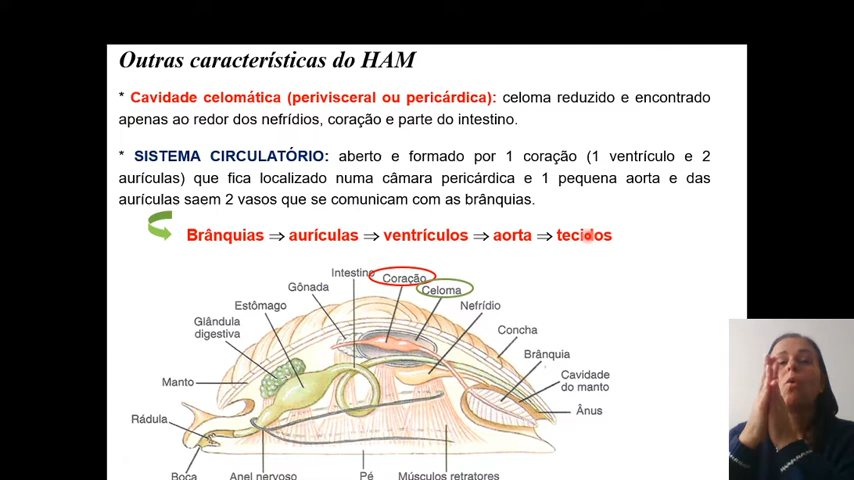 Outras características do HAM
* Cavidade celomática (perivisceral ou pericárdica): celoma reduzido e encontrado
apenas ao redor dos nefrídios, coração e parte do intestino.
* SISTEMA CIRCULATÓRIO: aberto e formado por 1 coração (1 ventrículo e 2
aurículas) que fica localizado numa câmara pericárdica e 1 pequena aorta e das
aurículas saem 2 vasos que se comunicam com as brânquias.
Brânquias ⇒ aurículas ⇒ ventrículos ⇒ aorta ⇒ tecidos
Intestino
Coração
Gônada
Celoma
Estômago
Nefrídio
Glândula
digestiva
Concha
Brânquia
Manto
Cavidade
do manto
Ânus
Rádula
Boca
Anel nervoso
Pé
Músculos retratores